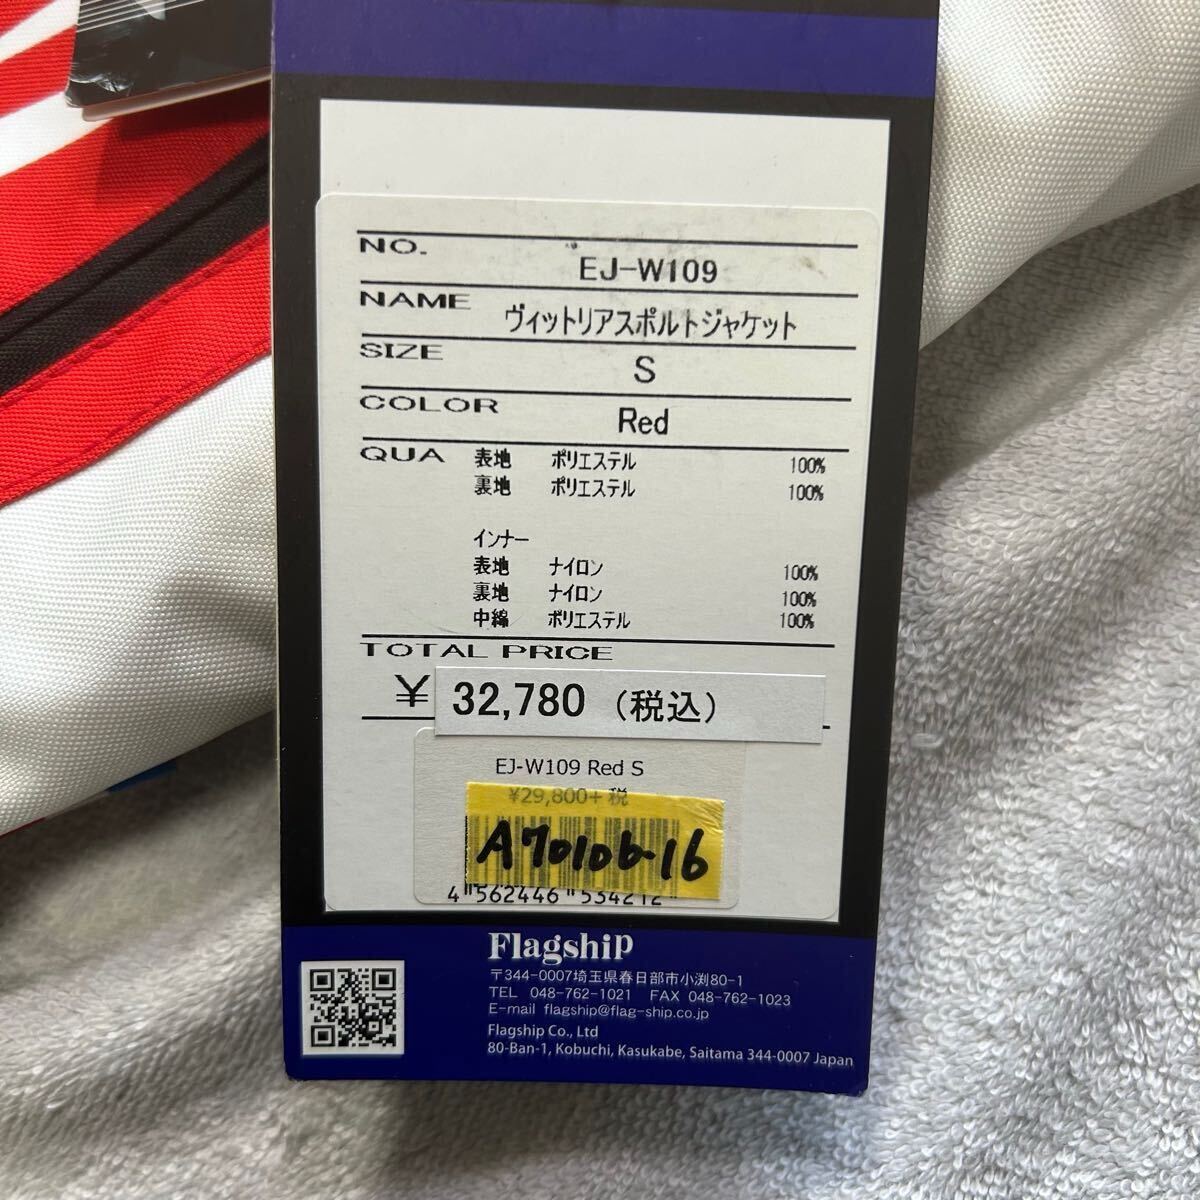 NO. EJ-W109
NAME ヴィットリアスポルトジャケット
SIZE S
COLOR Red
QUA 表地 ポリエステル 100%
裏地 ポリエステル 100%
インナー
表地 ナイロン 100%
裏地 ナイロン 100%
中綿 ポリエステル 100%
TOTAL PRICE
¥ 32,780 (税込)
EJ-W109 Red S
¥29,800+税
A70106-16
4 562446 534212
Flagship
〒344-0007埼玉県春日部市小渕80-1
TEL 048-762-1021 FAX 048-762-1023
E-mail flagship@flag-ship.co.jp
Flagship Co., Ltd
80-Ban-1, Kobuchi, Kasukabe, Saitama 344-0007 Japan